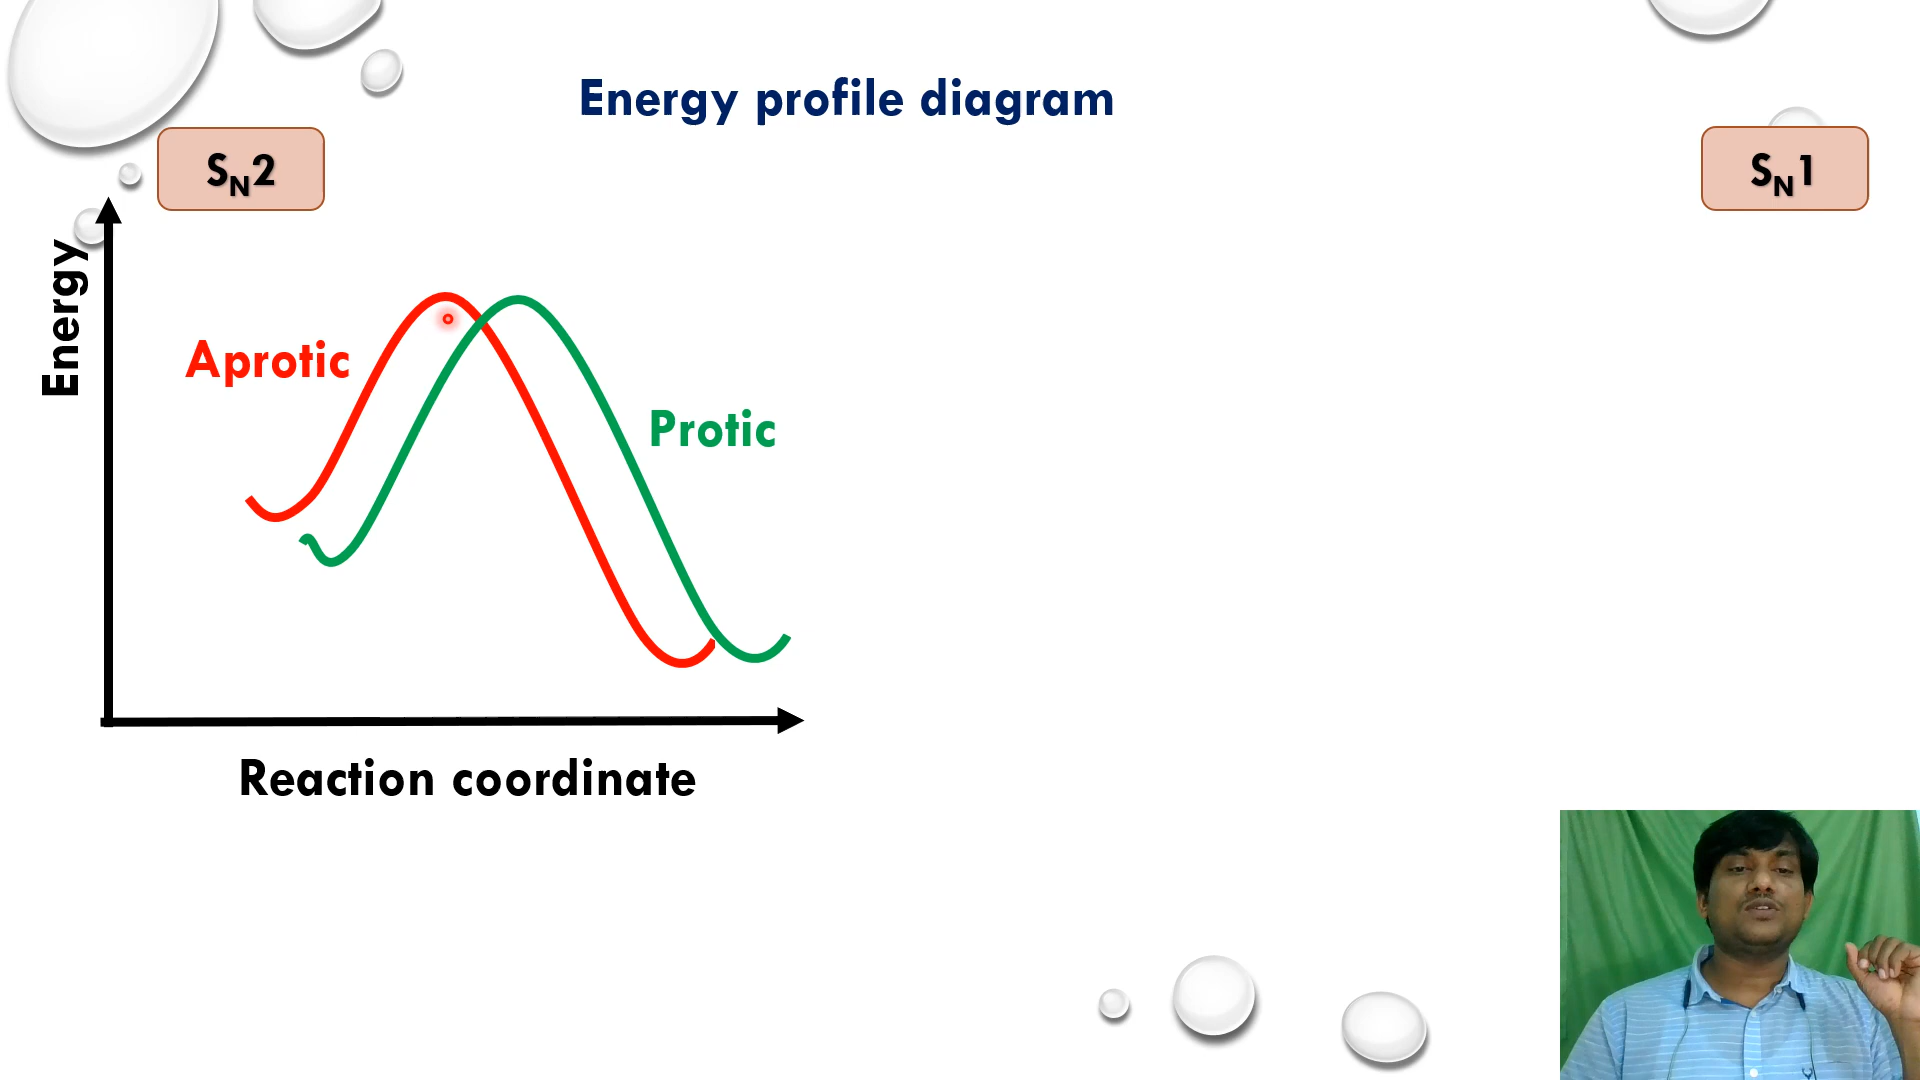 Energy profile diagram
SN2
SN1
Energy
Aprotic
Protic
Reaction coordinate